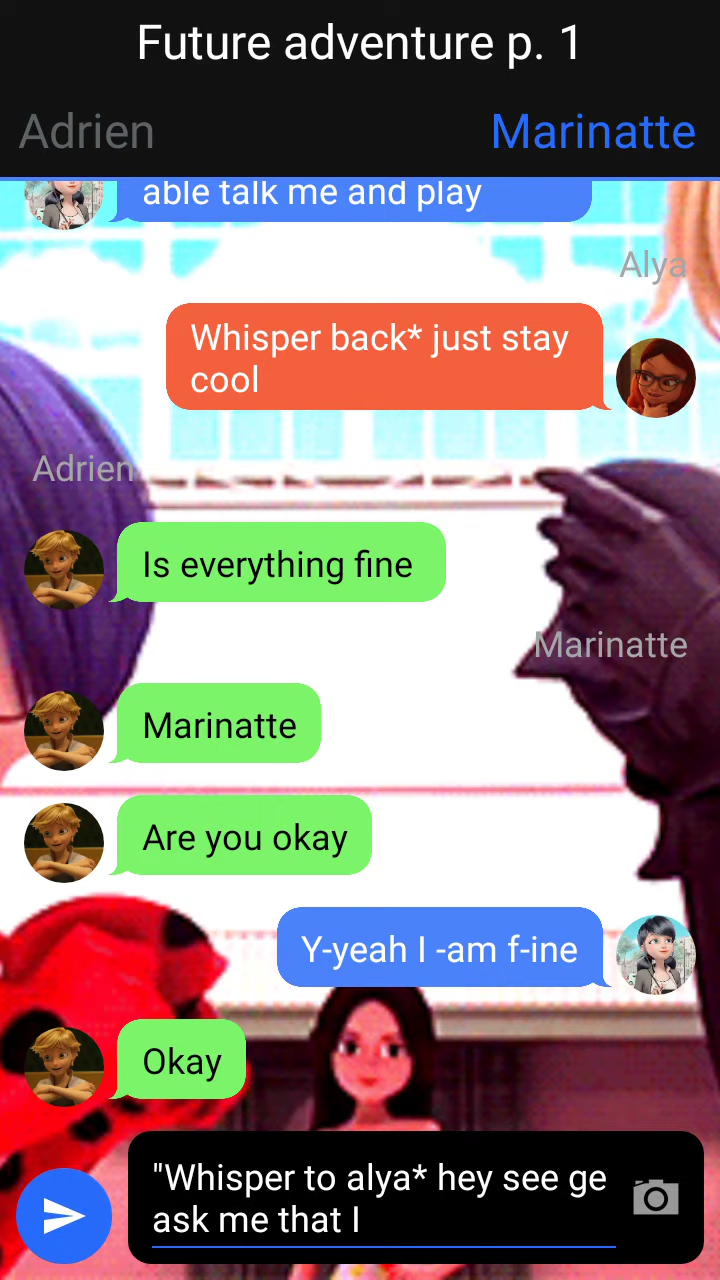 Future adventure p. 1
Adrien
Marinatte
able talk me and play
Alya
Whisper back* just stay
cool
Adrien
Is everything fine
Marinatte
Marinatte
Are you okay
Y-yeah I -am f-ine
Okay
"Whisper to alya* hey see ge
ask me that I